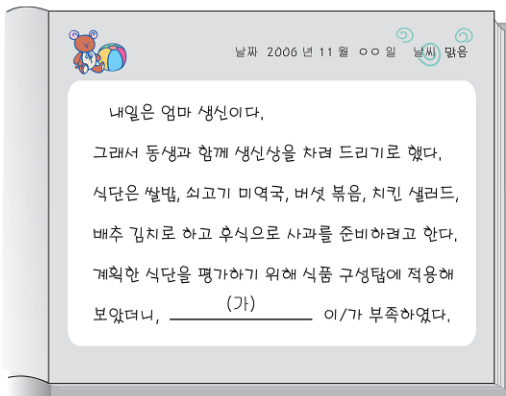 날짜 2006 년 11 월 ㅇㅇ 일 날씨 맑음
내일은 엄마 생신이다.
그래서 동생과 함께 생신상을 차려 드리기로 했다.
식단은 쌀밥, 쇠고기 미역국, 버섯 볶음, 치킨 샐러드,
배추 김치로 하고 후식으로 사과를 준비하려고 한다.
계획한 식단을 평가하기 위해 식품 구성탑에 적용해
보았더니, (가) 이/가 부족하였다.